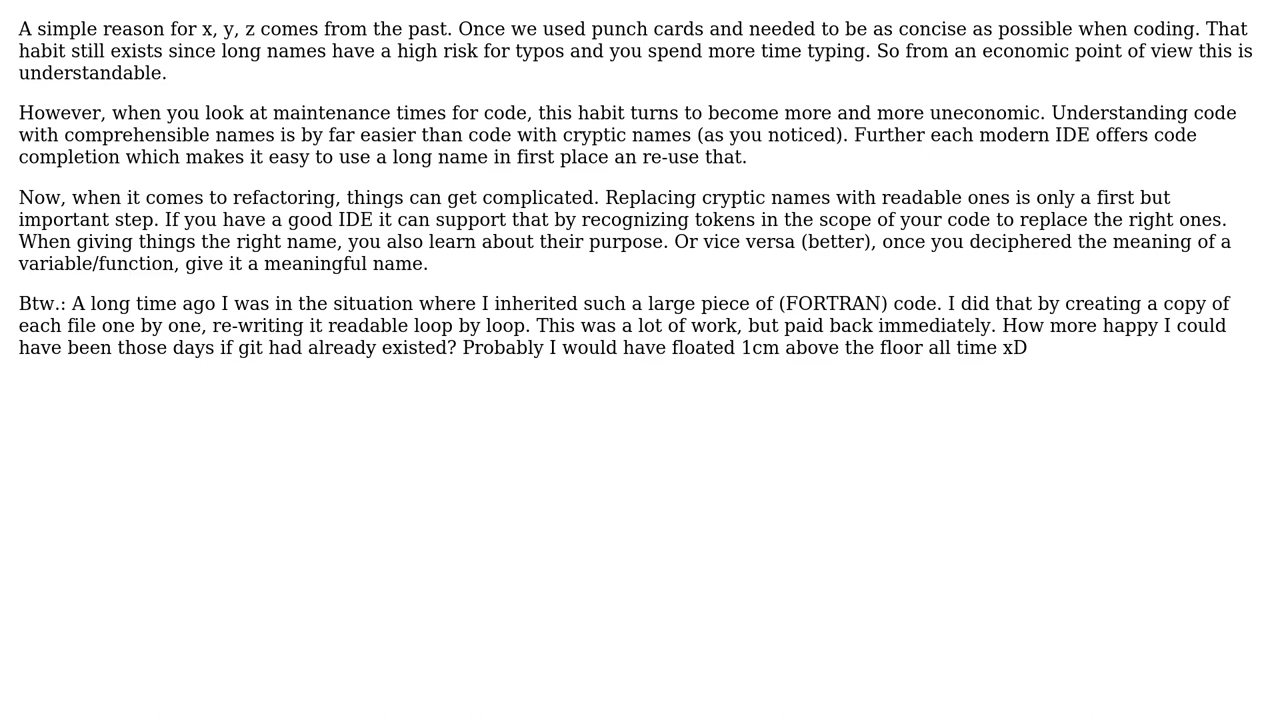 A simple reason for x, y, z comes from the past. Once we used punch cards and needed to be as concise as possible when coding. That
habit still exists since long names have a high risk for typos and you spend more time typing. So from an economic point of view this is
understandable.
However, when you look at maintenance times for code, this habit turns to become more and more uneconomic. Understanding code
with comprehensible names is by far easier than code with cryptic names (as you noticed). Further each modern IDE offers code
completion which makes it easy to use a long name in first place an re-use that.
Now, when it comes to refactoring, things can get complicated. Replacing cryptic names with readable ones is only a first but
important step. If you have a good IDE it can support that by recognizing tokens in the scope of your code to replace the right ones.
When giving things the right name, you also learn about their purpose. Or vice versa (better), once you deciphered the meaning of a
variable/function, give it a meaningful name.
Btw.: A long time ago I was in the situation where I inherited such a large piece of (FORTRAN) code. I did that by creating a copy of
each file one by one, re-writing it readable loop by loop. This was a lot of work, but paid back immediately. How more happy I could
have been those days if git had already existed? Probably I would have floated 1cm above the floor all time xD